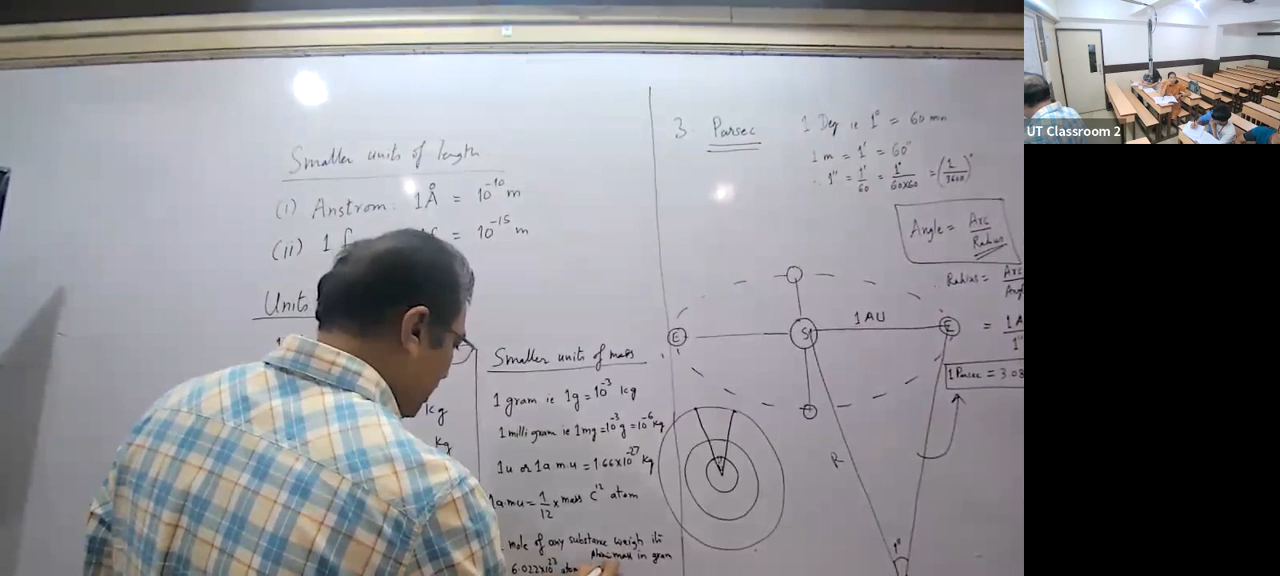 Smaller units of length
(i) Anstrom: 1Å = 10⁻¹⁰ m
(ii) 1 f = 10⁻¹⁵ m
Units
kg
kg
Smaller units of mass
1 gram ie 1g = 10⁻³ kg
1 milli gram ie 1mg = 10⁻³ g = 10⁻⁶ kg
1u or 1 a m u = 1.66×10⁻²⁷ kg
1a.m.u = 1/12 × mass C¹² atom
mole of any substance weigh its
Atomic mass in gram
6.022×10²³ atom
3. Parsec
1 Deg ie 1° = 60 min
1 m = 1' = 60"
∴ 1" = 1'/60 = 1°/60×60 = (1/3600)°
Angle = Arc/Radius
Radius = Arc/Ang
= 1A/1"
1 Parsec = 3.08
E
S
1 AU
E
R
1"
UT Classroom 2